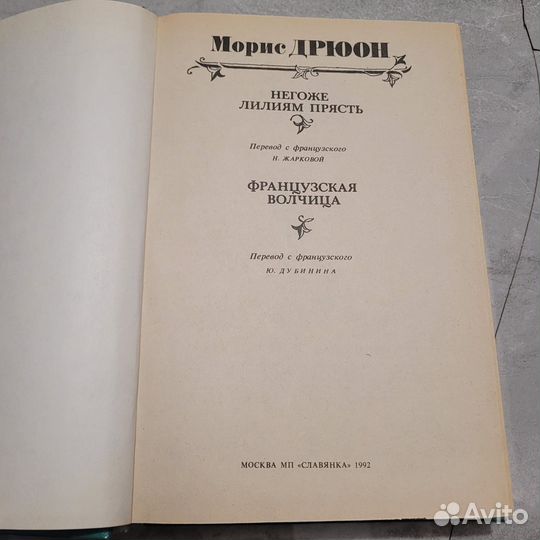 Морис ДРЮОН
НЕГОЖЕ
ЛИЛИЯМ ПРЯСТЬ
Перевод с французского
Н. ЖАРКОВОЙ
ФРАНЦУЗСКАЯ
ВОЛЧИЦА
Перевод с французского
Ю. ДУБИНИНА
МОСКВА МП «СЛАВЯНКА» 1992
Avito